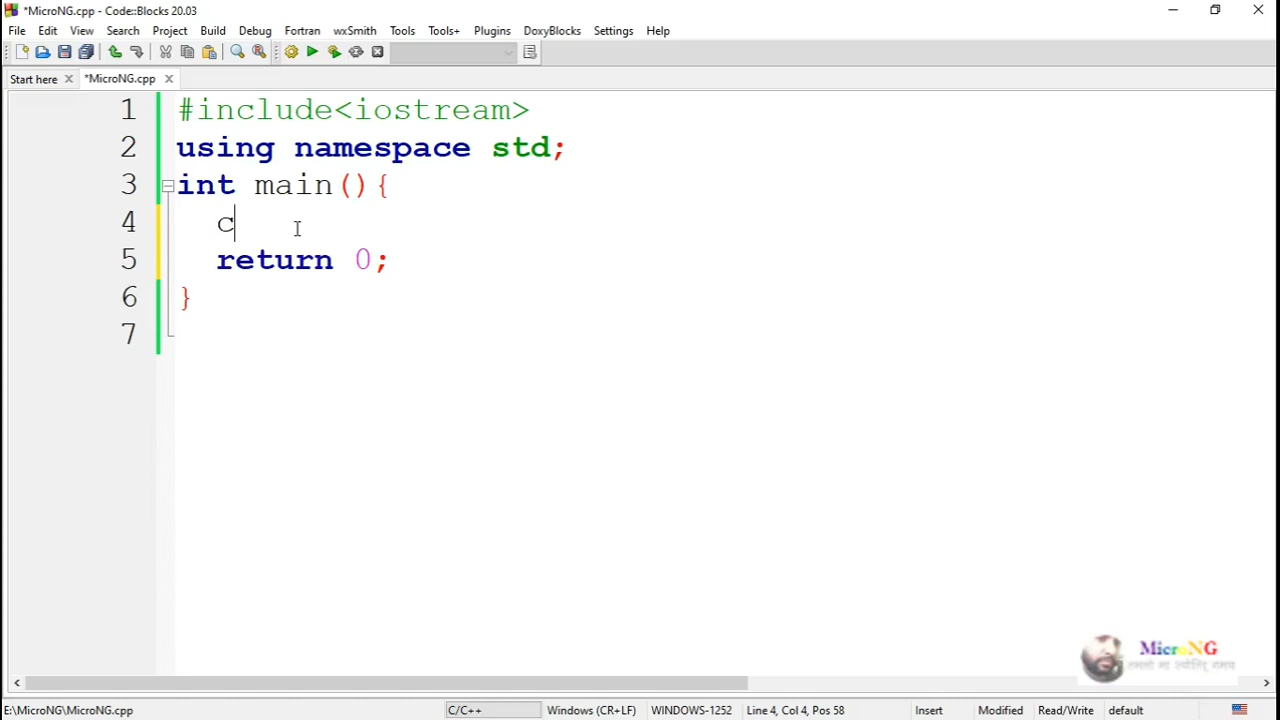 *MicroNG.cpp - Code::Blocks 20.03
File Edit View Search Project Build Debug Fortran wxSmith Tools Tools+ Plugins DoxyBlocks Settings Help
Start here *MicroNG.cpp
1 #include<iostream>
2 using namespace std;
3 int main(){
4 c
5 return 0;
6 }
7
MicroNG
तमसो मा ज्योतिर् गमय
E:\MicroNG\MicroNG.cpp C/C++ Windows (CR+LF) WINDOWS-1252 Line 4, Col 4, Pos 58 Insert Modified Read/Write default